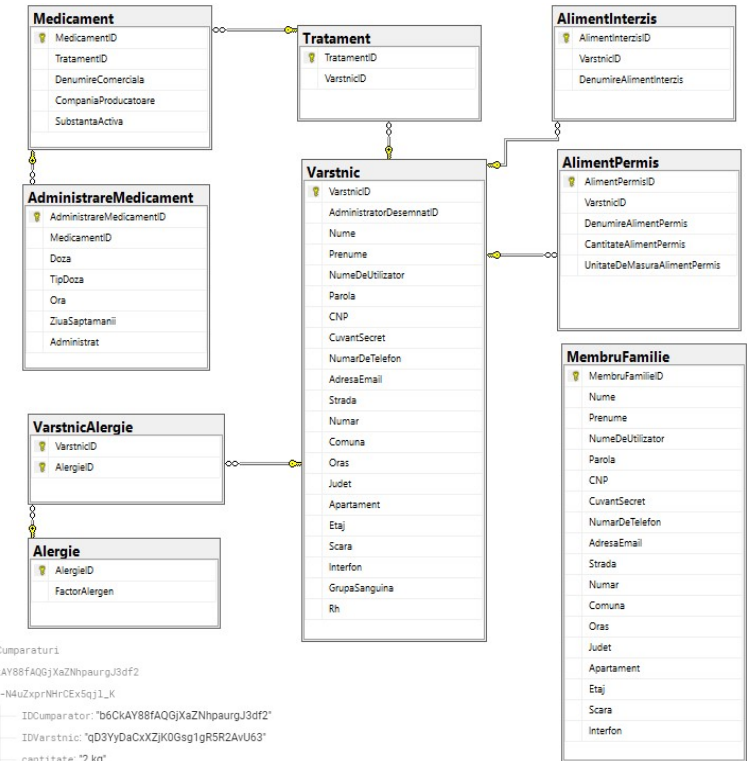 Medicament
MedicamentID
TratamentID
DenumireComerciala
CompaniaProducatoare
SubstantaActiva
Tratament
TratamentID
VarstnicID
AlimentInterzis
AlimentInterzisID
VarstnicID
DenumireAlimentInterzis
AdministrareMedicament
AdministrareMedicamentID
MedicamentID
Doza
TipDoza
Ora
ZiuaSaptamanii
Administrat
Varstnic
VarstnicID
AdministratorDesemnatID
Nume
Prenume
NumeDeUtilizator
Parola
CNP
CuvantSecret
NumarDeTelefon
AdresaEmail
Strada
Numar
Comuna
Oras
Judet
Apartament
Etaj
Scara
Interfon
GrupaSanguina
Rh
AlimentPermis
AlimentPermisID
VarstnicID
DenumireAlimentPermis
CantitateAlimentPermis
UnitateDeMasuraAlimentPermis
MembruFamilie
MembruFamilieID
Nume
Prenume
NumeDeUtilizator
Parola
CNP
CuvantSecret
NumarDeTelefon
AdresaEmail
Strada
Numar
Comuna
Oras
Judet
Apartament
Etaj
Scara
Interfon
VarstnicAlergie
VarstnicID
AlergieID
Alergie
AlergieID
FactorAlergen
Cumparaturi
AY88fAQGjXaZNhpaurgJ3df2
-N4uZxprNHrCEx5qjl_K
IDCumparator: "b6CkAY88fAQGjXaZNhpaurgJ3df2"
IDVarstnic: "qD3YyDaCxXZjK0Gsg1gR5R2AvU63"
cantitate: "2 kg"